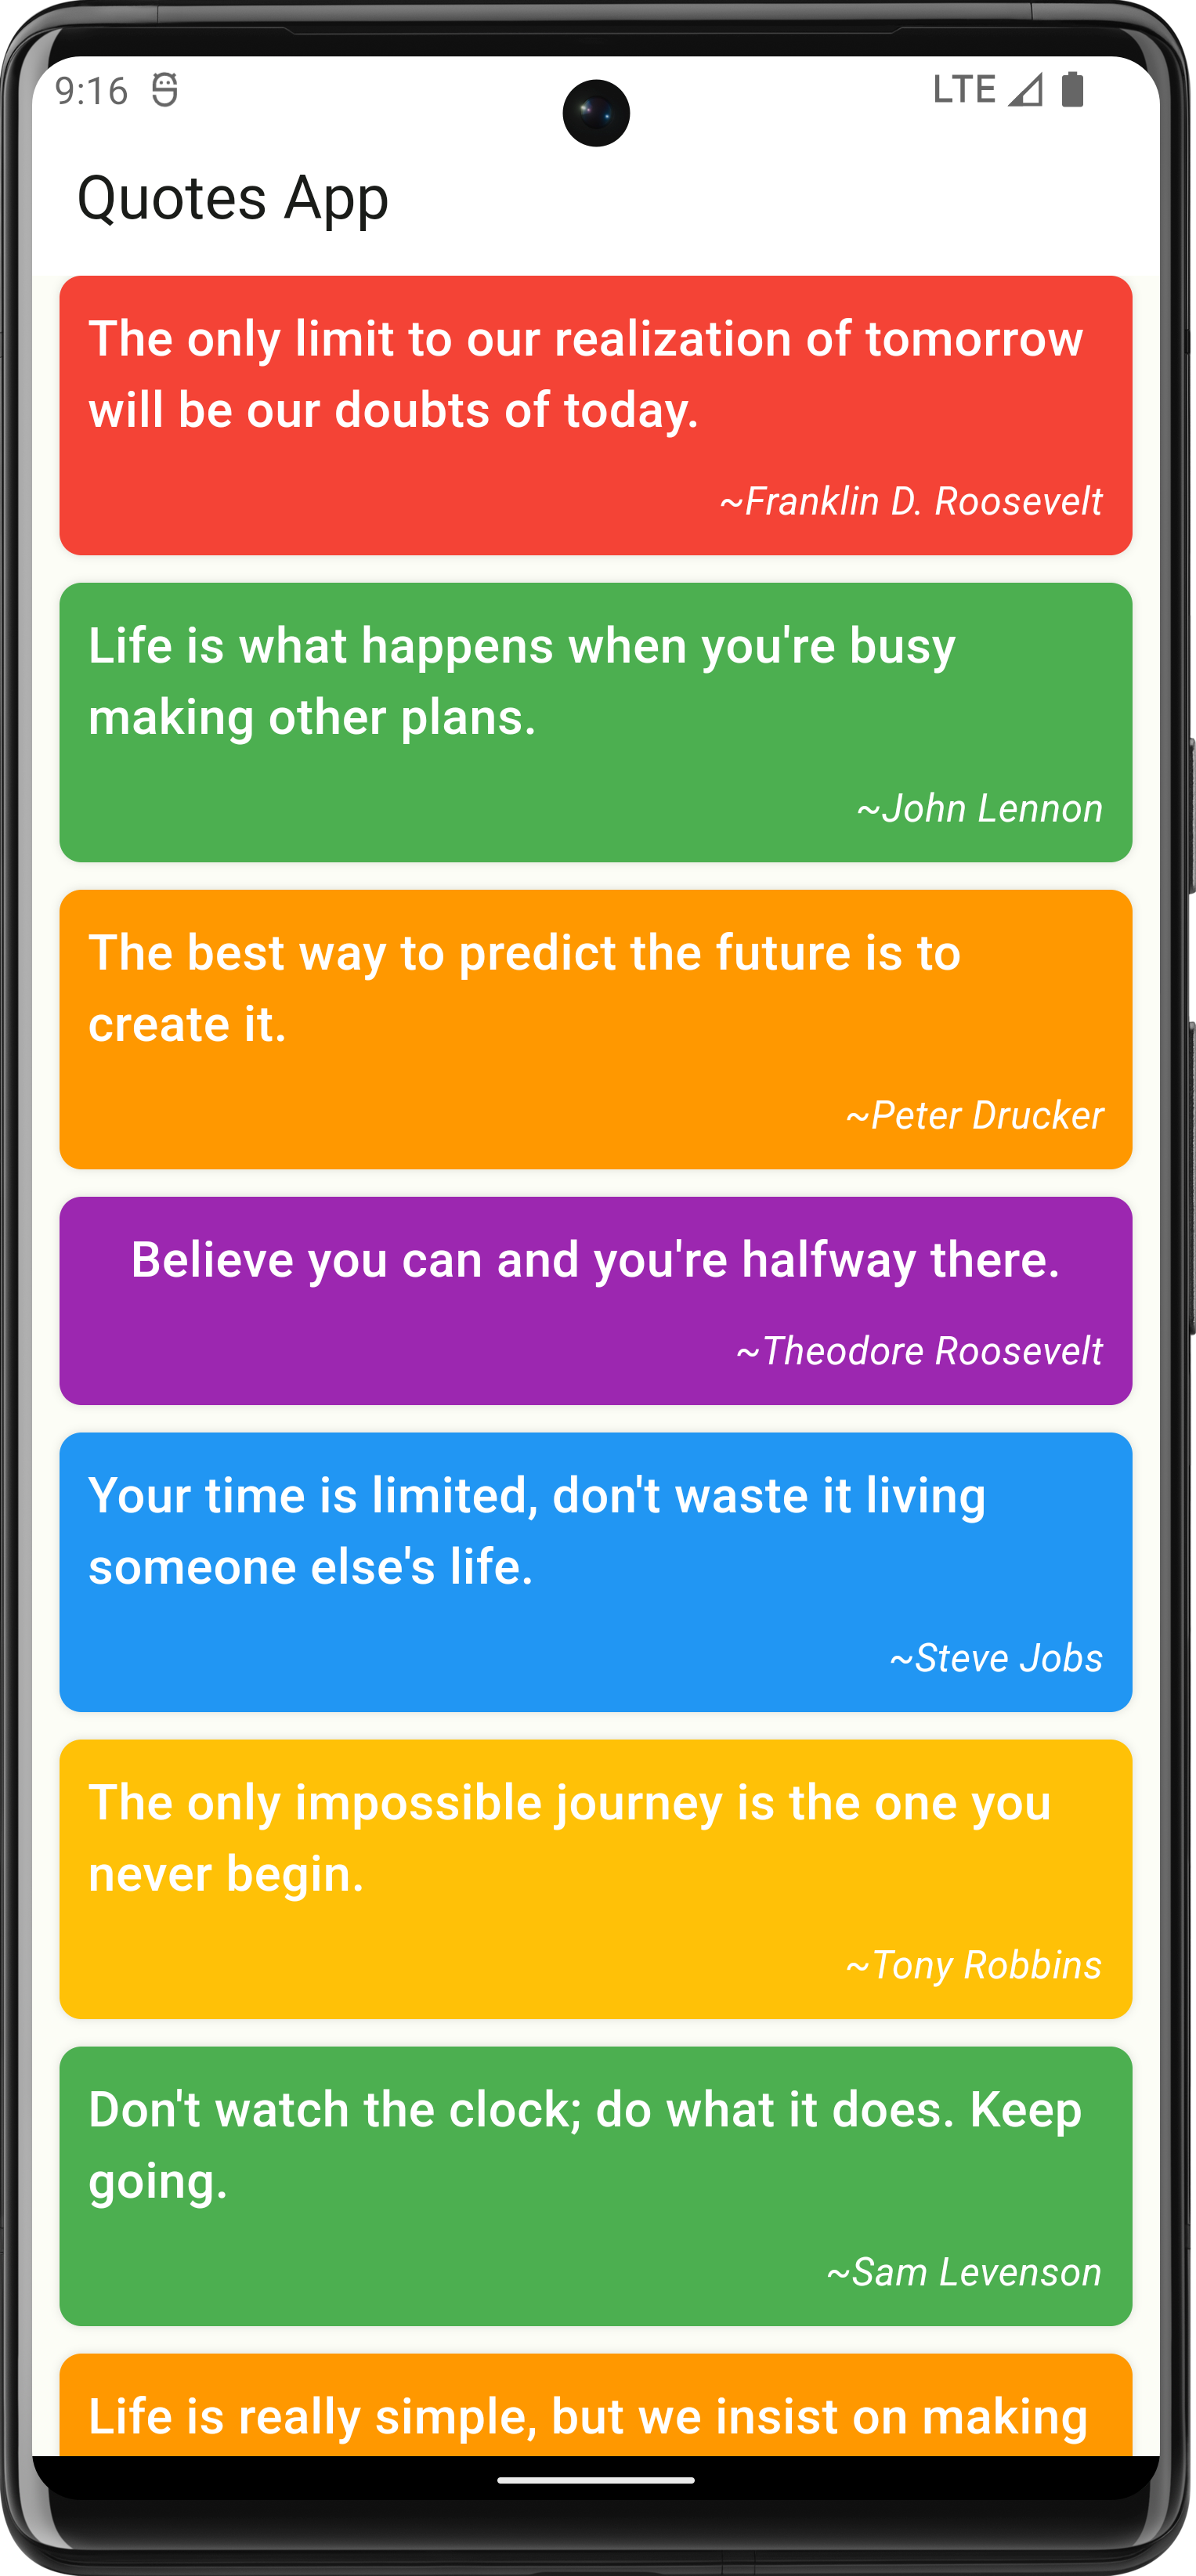 9:16
LTE
Quotes App
The only limit to our realization of tomorrow
will be our doubts of today.
~Franklin D. Roosevelt
Life is what happens when you're busy
making other plans.
~John Lennon
The best way to predict the future is to
create it.
~Peter Drucker
Believe you can and you're halfway there.
~Theodore Roosevelt
Your time is limited, don't waste it living
someone else's life.
~Steve Jobs
The only impossible journey is the one you
never begin.
~Tony Robbins
Don't watch the clock; do what it does. Keep
going.
~Sam Levenson
Life is really simple, but we insist on making